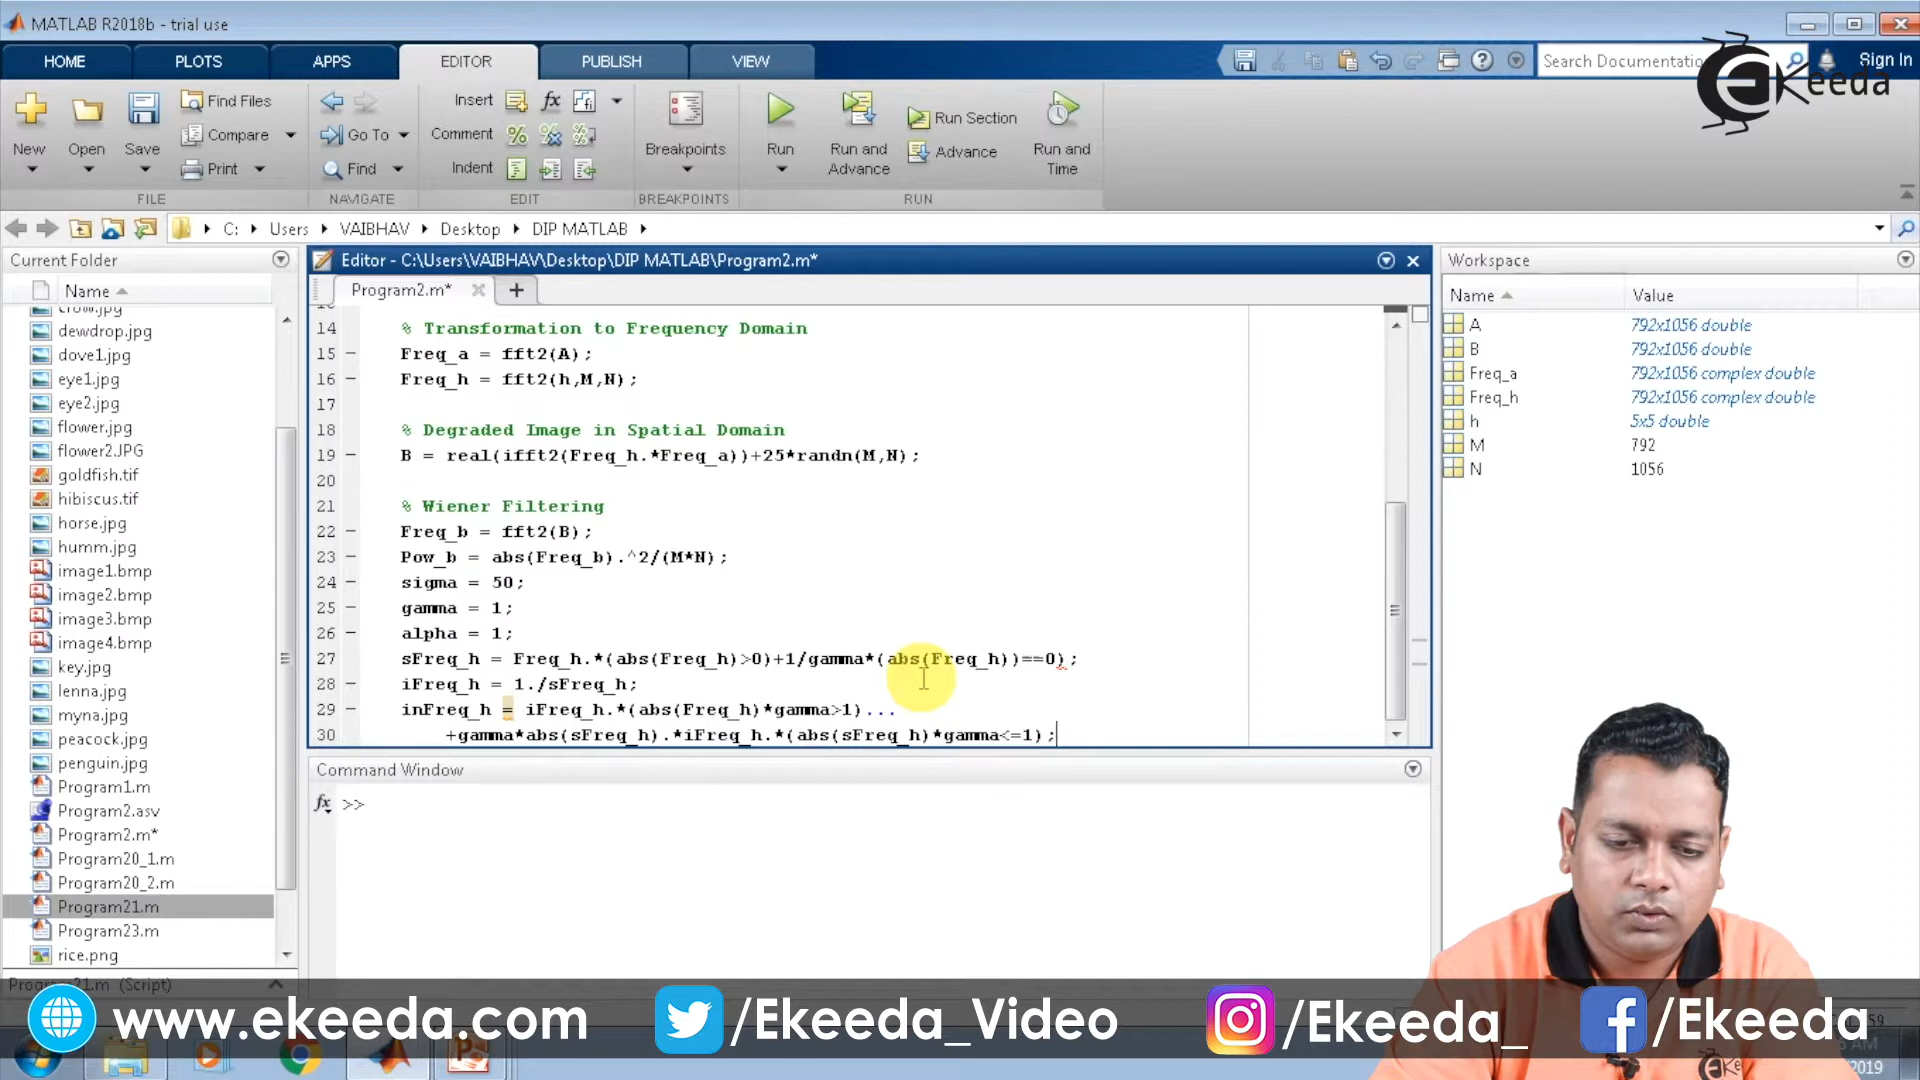 MATLAB R2018b - trial use
HOME PLOTS APPS EDITOR PUBLISH VIEW
Search Documentation Sign In
Ekeeda
New Open Save Find Files Compare Print
Go To Find
Insert Comment Indent
Breakpoints
Run Run and Advance Run Section Advance Run and Time
FILE NAVIGATE EDIT BREAKPOINTS RUN
C: Users VAIBHAV Desktop DIP MATLAB
Current Folder
Name
crow.jpg
dewdrop.jpg
dove1.jpg
eye1.jpg
eye2.jpg
flower.jpg
flower2.JPG
goldfish.tif
hibiscus.tif
horse.jpg
humm.jpg
image1.bmp
image2.bmp
image3.bmp
image4.bmp
key.jpg
lenna.jpg
myna.jpg
peacock.jpg
penguin.jpg
Program1.m
Program2.asv
Program2.m*
Program20_1.m
Program20_2.m
Program21.m
Program23.m
rice.png
Program21.m (Script)
Editor - C:\Users\VAIBHAV\Desktop\DIP MATLAB\Program2.m*
Program2.m*
14 % Transformation to Frequency Domain
15 - Freq_a = fft2(A);
16 - Freq_h = fft2(h,M,N);
17
18 % Degraded Image in Spatial Domain
19 - B = real(ifft2(Freq_h.*Freq_a))+25*randn(M,N);
20
21 % Wiener Filtering
22 - Freq_b = fft2(B);
23 - Pow_b = abs(Freq_b).^2/(M*N);
24 - sigma = 50;
25 - gamma = 1;
26 - alpha = 1;
27 - sFreq_h = Freq_h.*(abs(Freq_h)>0)+1/gamma*(abs(Freq_h))==0);
28 - iFreq_h = 1./sFreq_h;
29 - inFreq_h = iFreq_h.*(abs(Freq_h)*gamma>1)...
30 +gamma*abs(sFreq_h).*iFreq_h.*(abs(sFreq_h)*gamma<=1);
Command Window
fx >>
Workspace
Name Value
A 792x1056 double
B 792x1056 double
Freq_a 792x1056 complex double
Freq_h 792x1056 complex double
h 5x5 double
M 792
N 1056
www.ekeeda.com /Ekeeda_Video /Ekeeda_ /Ekeeda